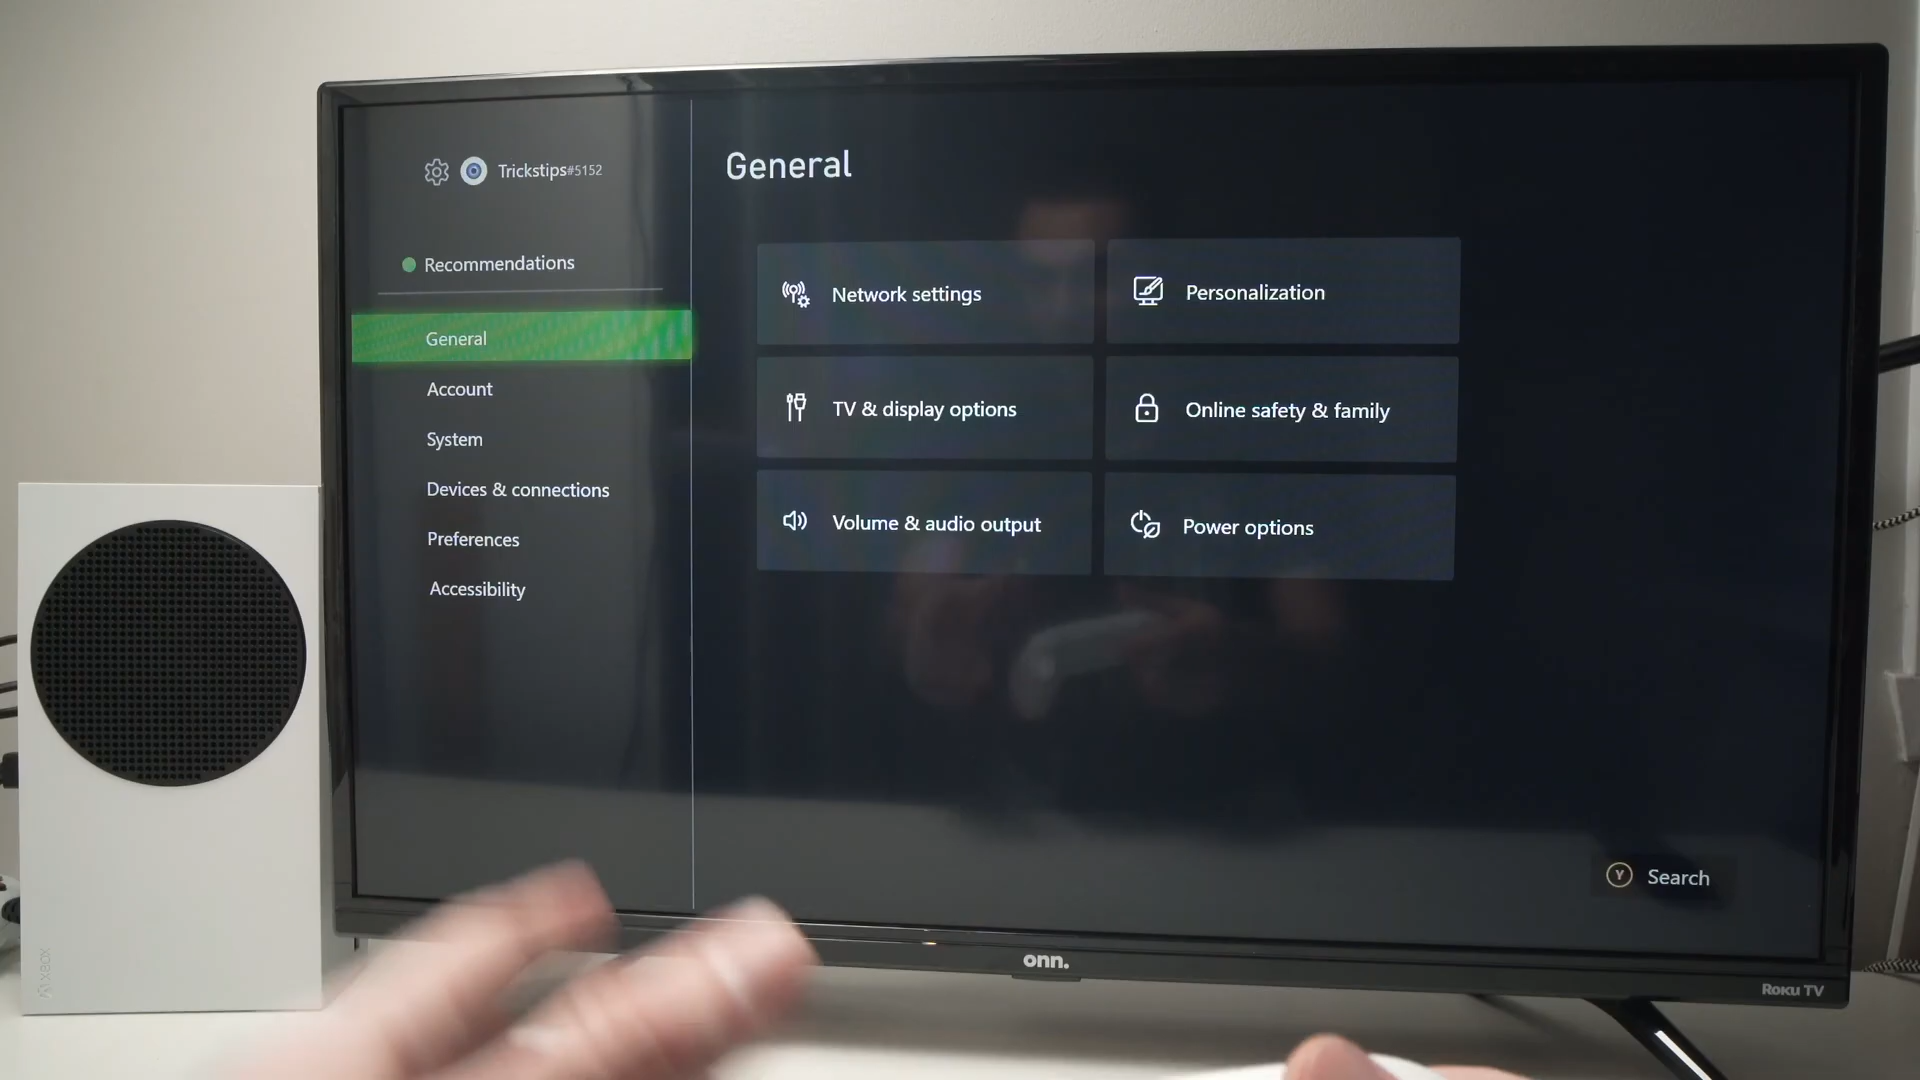 Trickstips#5152
Recommendations
General
Account
System
Devices & connections
Preferences
Accessibility
General
Network settings
Personalization
TV & display options
Online safety & family
Volume & audio output
Power options
Y Search
onn.
Roku TV
XBOX